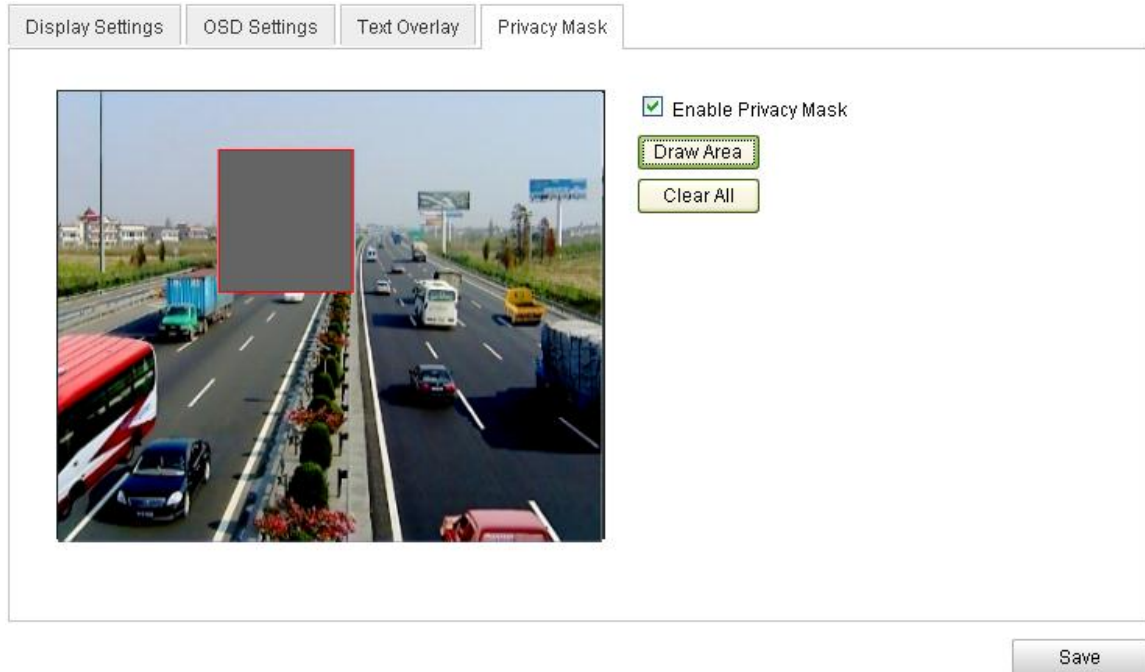 Display Settings
OSD Settings
Text Overlay
Privacy Mask
Enable Privacy Mask
Draw Area
Clear All
Save